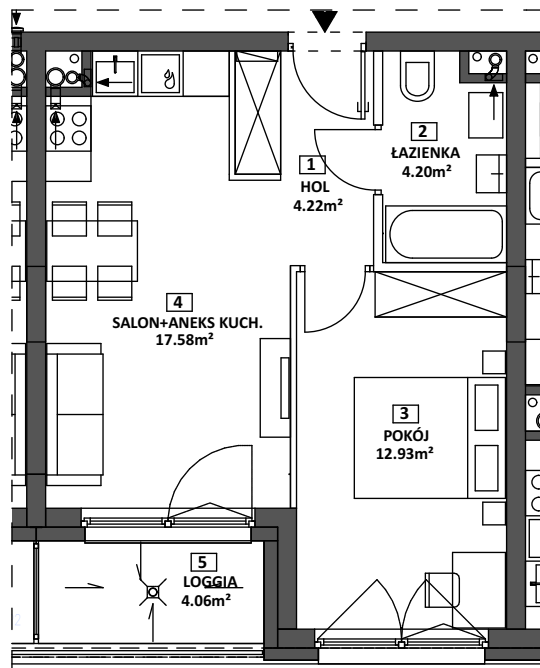 1
HOL
4.22m²
2
ŁAZIENKA
4.20m²
4
SALON+ANEKS KUCH.
17.58m²
3
POKÓJ
12.93m²
5
LOGGIA
4.06m²
2